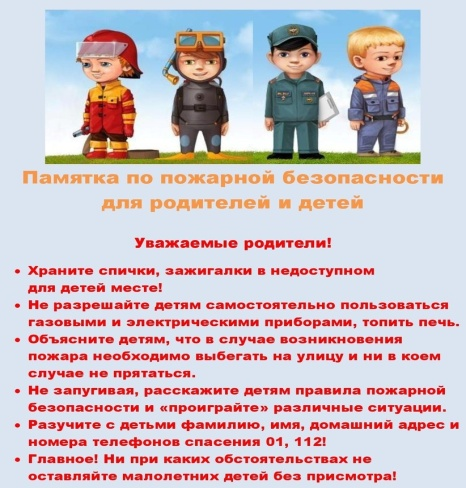 Памятка по пожарной безопасности
для родителей и детей
Уважаемые родители!
• Храните спички, зажигалки в недоступном
для детей месте!
• Не разрешайте детям самостоятельно пользоваться
газовыми и электрическими приборами, топить печь.
• Объясните детям, что в случае возникновения
пожара необходимо выбегать на улицу и ни в коем
случае не прятаться.
• Не запугивая, расскажите детям правила пожарной
безопасности и «проиграйте» различные ситуации.
• Разучите с детьми фамилию, имя, домашний адрес и
номера телефонов спасения 01, 112!
• Главное! Ни при каких обстоятельствах не
оставляйте малолетних детей без присмотра!